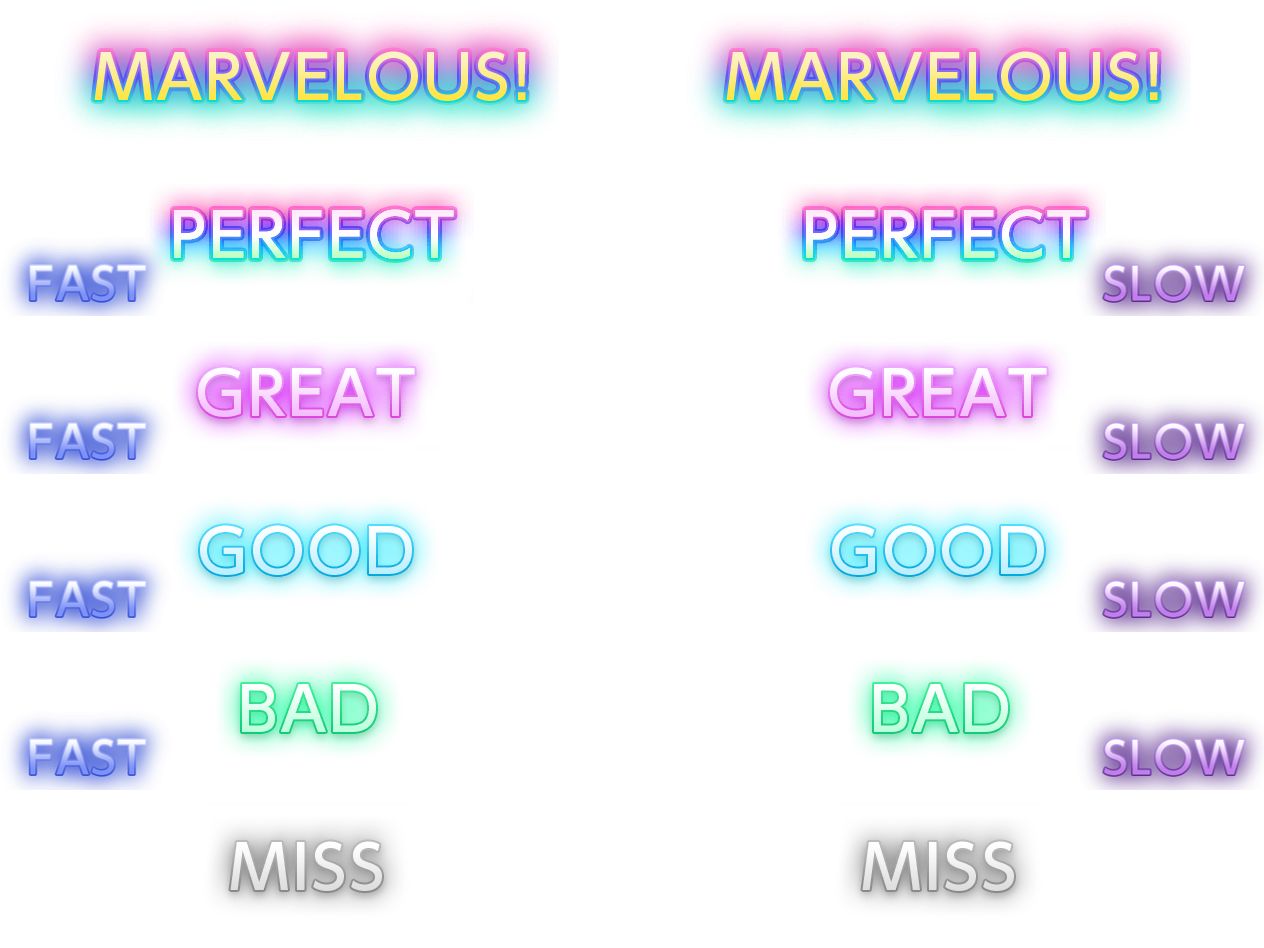 MARVELOUS! MARVELOUS!
PERFECT PERFECT
FAST SLOW
GREAT GREAT
FAST SLOW
GOOD GOOD
FAST SLOW
BAD BAD
FAST SLOW
MISS MISS